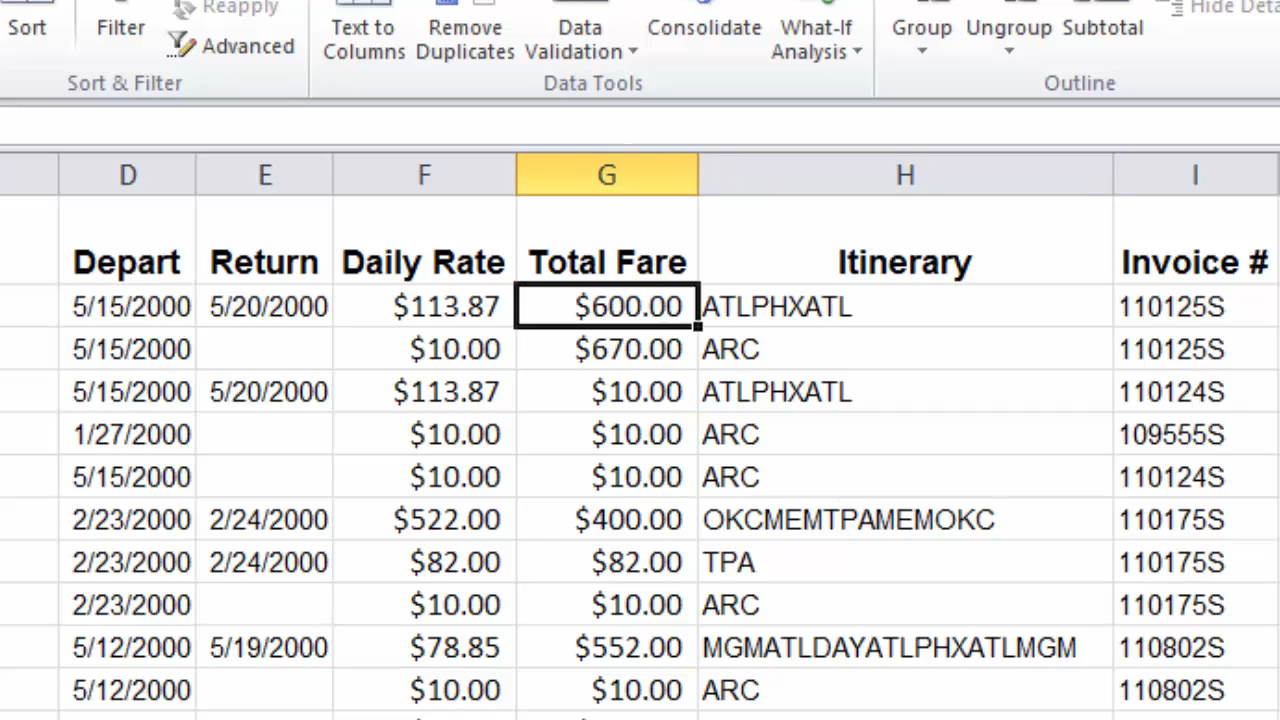 Reapply
Hide Deta
Sort Filter Advanced Text to Columns Remove Duplicates Data Validation Consolidate What-If Analysis Group Ungroup Subtotal
Sort & Filter Data Tools Outline
D E F G H I
Depart Return Daily Rate Total Fare Itinerary Invoice #
5/15/2000 5/20/2000 $113.87 $600.00 ATLPHXATL 110125S
5/15/2000 $10.00 $670.00 ARC 110125S
5/15/2000 5/20/2000 $113.87 $10.00 ATLPHXATL 110124S
1/27/2000 $10.00 $10.00 ARC 109555S
5/15/2000 $10.00 $10.00 ARC 110124S
2/23/2000 2/24/2000 $522.00 $400.00 OKCMEMTPAMEMOKC 110175S
2/23/2000 2/24/2000 $82.00 $82.00 TPA 110175S
2/23/2000 $10.00 $10.00 ARC 110175S
5/12/2000 5/19/2000 $78.85 $552.00 MGMATLDAYATLPHXATLMGM 110802S
5/12/2000 $10.00 $10.00 ARC 110802S